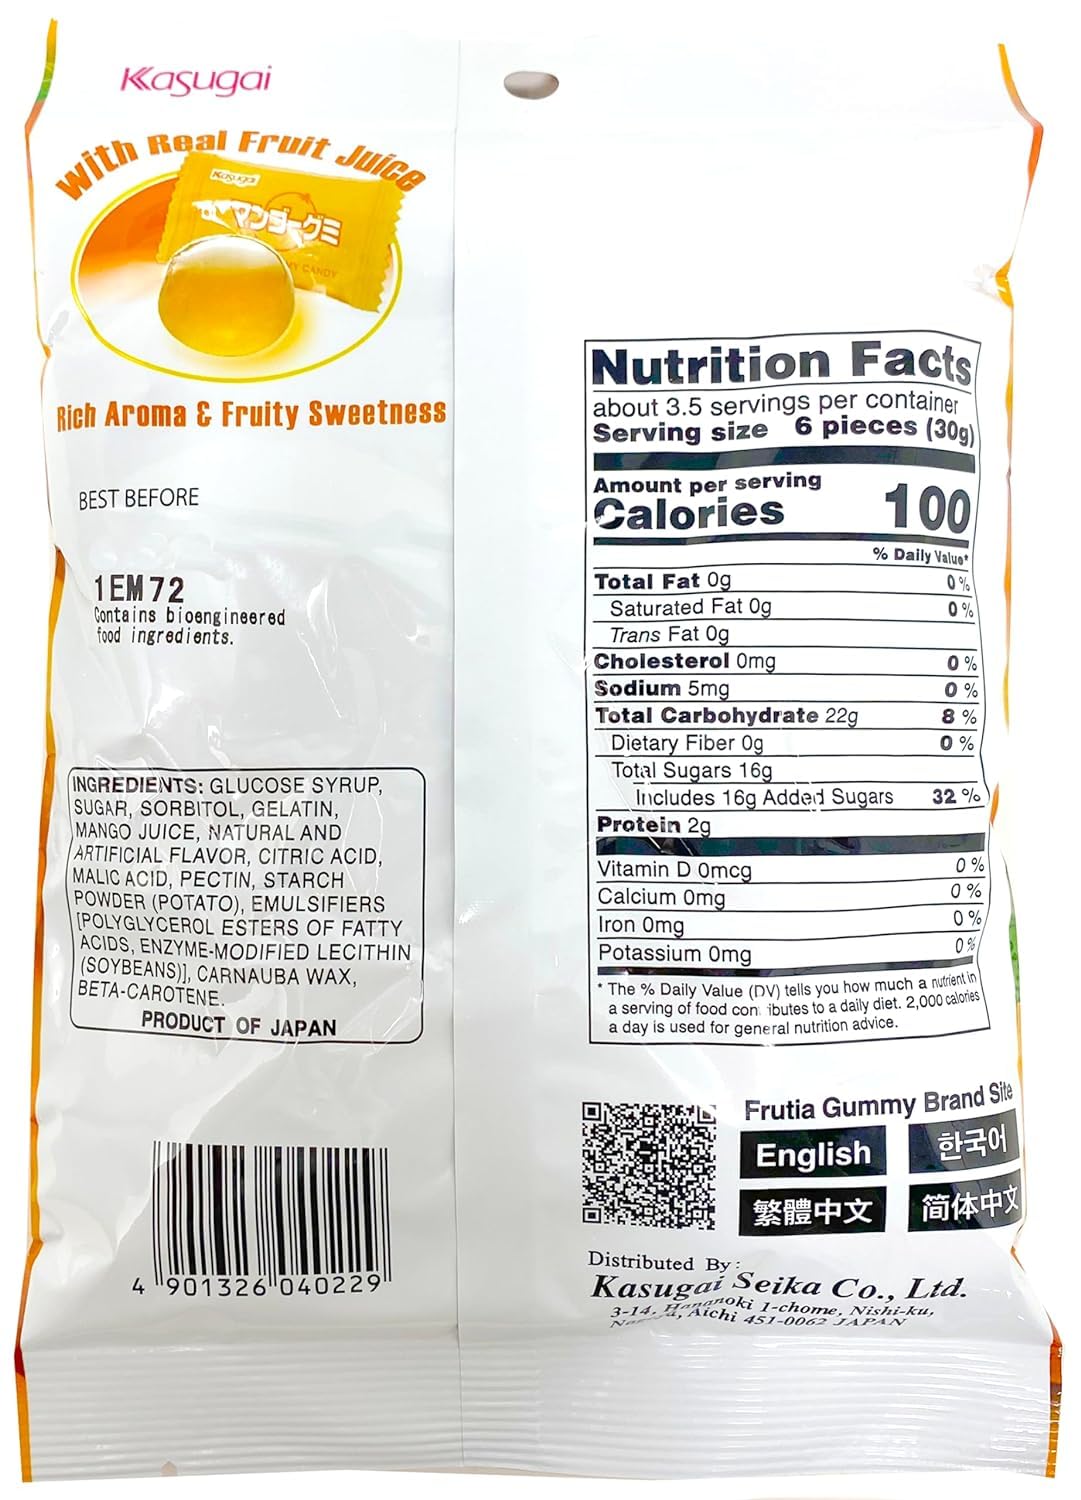 Kasugai
With Real Fruit Juice
Kasugai
マンゴーグミ
CANDY
Rich Aroma & Fruity Sweetness
BEST BEFORE
1EM72
Contains bioengineered
food ingredients.
INGREDIENTS: GLUCOSE SYRUP,
SUGAR, SORBITOL, GELATIN,
MANGO JUICE, NATURAL AND
ARTIFICIAL FLAVOR, CITRIC ACID,
MALIC ACID, PECTIN, STARCH
POWDER (POTATO), EMULSIFIERS
[POLYGLYCEROL ESTERS OF FATTY
ACIDS, ENZYME-MODIFIED LECITHIN
(SOYBEANS)], CARNAUBA WAX,
BETA-CAROTENE.
PRODUCT OF JAPAN
4 901326 040229
Nutrition Facts
about 3.5 servings per container
Serving size 6 pieces (30g)
Amount per serving
Calories 100
% Daily Value*
Total Fat 0g 0 %
Saturated Fat 0g 0 %
Trans Fat 0g
Cholesterol 0mg 0 %
Sodium 5mg 0 %
Total Carbohydrate 22g 8 %
Dietary Fiber 0g 0 %
Total Sugars 16g
Includes 16g Added Sugars 32 %
Protein 2g
Vitamin D 0mcg 0 %
Calcium 0mg 0 %
Iron 0mg 0 %
Potassium 0mg 0 %
* The % Daily Value (DV) tells you how much a nutrient in
a serving of food contributes to a daily diet. 2,000 calories
a day is used for general nutrition advice.
Frutia Gummy Brand Site
English 한국어
繁體中文 简体中文
Distributed By:
Kasugai Seika Co., Ltd.
3-14, Hananoki 1-chome, Nishi-ku,
Aichi 451-0062 JAPAN